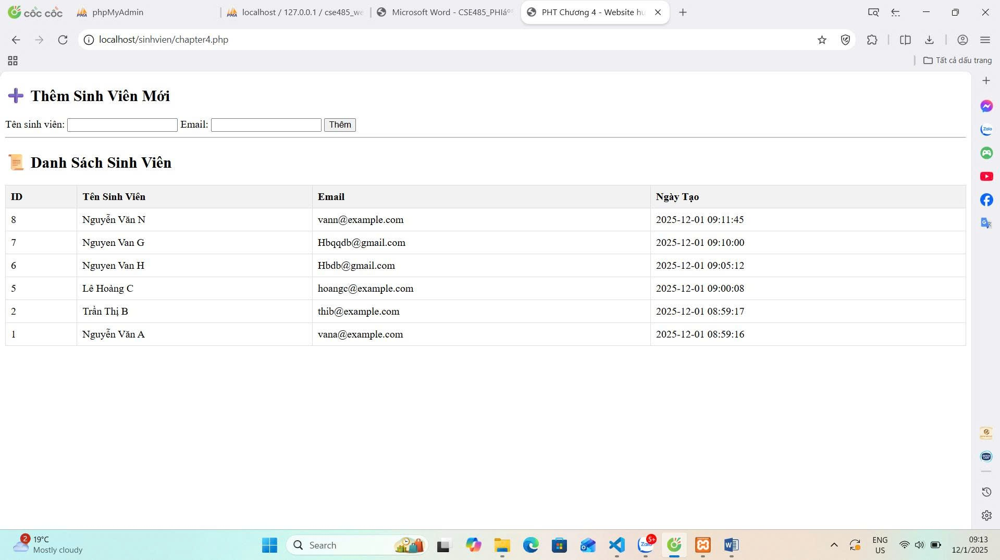 cốc cốc
phpMyAdmin
localhost / 127.0.0.1 / cse485_we
Microsoft Word - CSE485_PHIáº
PHT Chương 4 - Website hu
localhost/sinhvien/chapter4.php
Tất cả dấu trang
Thêm Sinh Viên Mới
Tên sinh viên: Email: Thêm
Danh Sách Sinh Viên
ID Tên Sinh Viên Email Ngày Tạo
8 Nguyễn Văn N vann@example.com 2025-12-01 09:11:45
7 Nguyen Van G Hbqqdb@gmail.com 2025-12-01 09:10:00
6 Nguyen Van H Hbdb@gmail.com 2025-12-01 09:05:12
5 Lê Hoàng C hoangc@example.com 2025-12-01 09:00:08
2 Trần Thị B thib@example.com 2025-12-01 08:59:17
1 Nguyễn Văn A vana@example.com 2025-12-01 08:59:16
Zalo
2
19°C
Mostly cloudy
Search
5+
ENG
US
09:13
12/1/2025